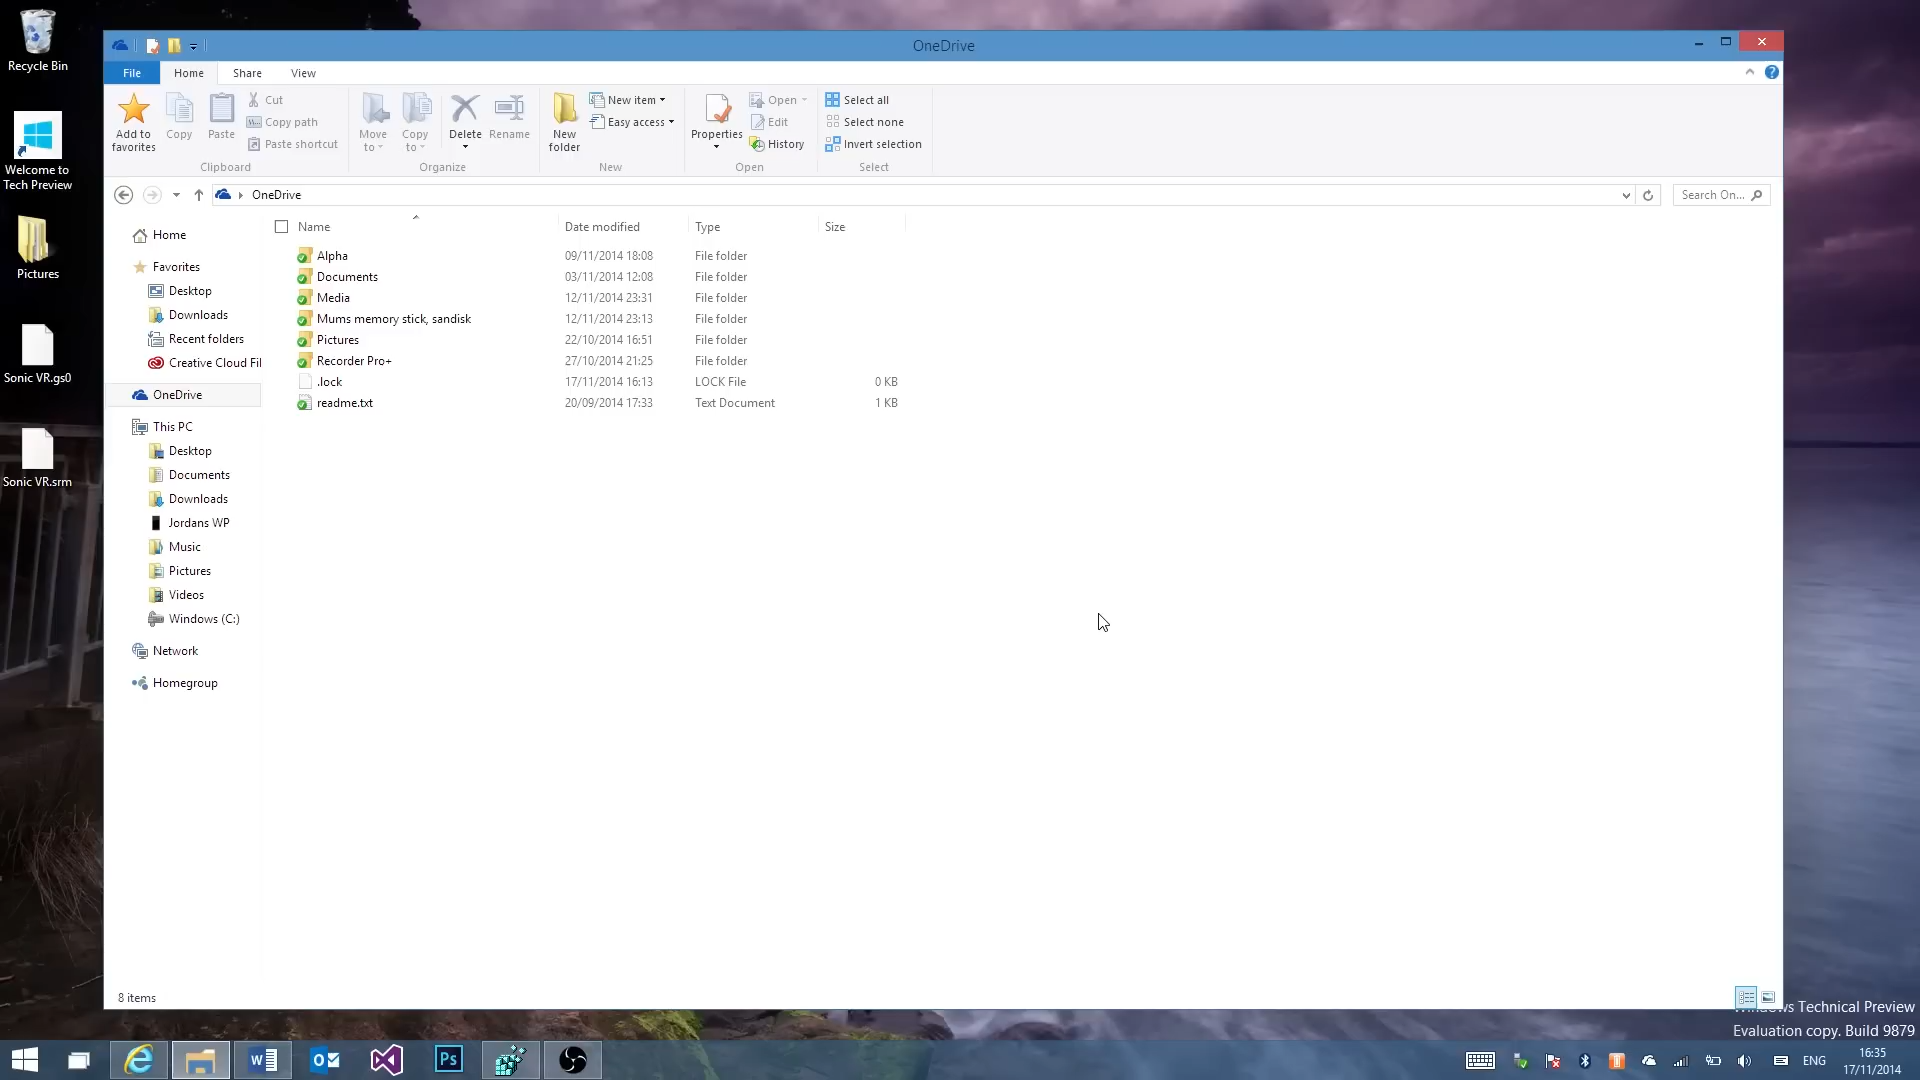 Recycle Bin
Welcome to
Tech Preview
Pictures
Sonic VR.gs0
Sonic VR.srm
OneDrive
File Home Share View
Add to
favorites
Copy
Paste
Cut
Copy path
Paste shortcut
Clipboard
Move
to
Copy
to
Delete
Rename
Organize
New
folder
New item
Easy access
New
Properties
Open
Edit
History
Open
Select all
Select none
Invert selection
Select
OneDrive
Search On...
Home
Favorites
Desktop
Downloads
Recent folders
Creative Cloud Fil
OneDrive
This PC
Desktop
Documents
Downloads
Jordans WP
Music
Pictures
Videos
Windows (C:)
Network
Homegroup
Name Date modified Type Size
Alpha 09/11/2014 18:08 File folder
Documents 03/11/2014 12:08 File folder
Media 12/11/2014 23:31 File folder
Mums memory stick, sandisk 12/11/2014 23:13 File folder
Pictures 22/10/2014 16:51 File folder
Recorder Pro+ 27/10/2014 21:25 File folder
.lock 17/11/2014 16:13 LOCK File 0 KB
readme.txt 20/09/2014 17:33 Text Document 1 KB
8 items
ws Technical Preview
Evaluation copy. Build 9879
ENG
16:35
17/11/2014